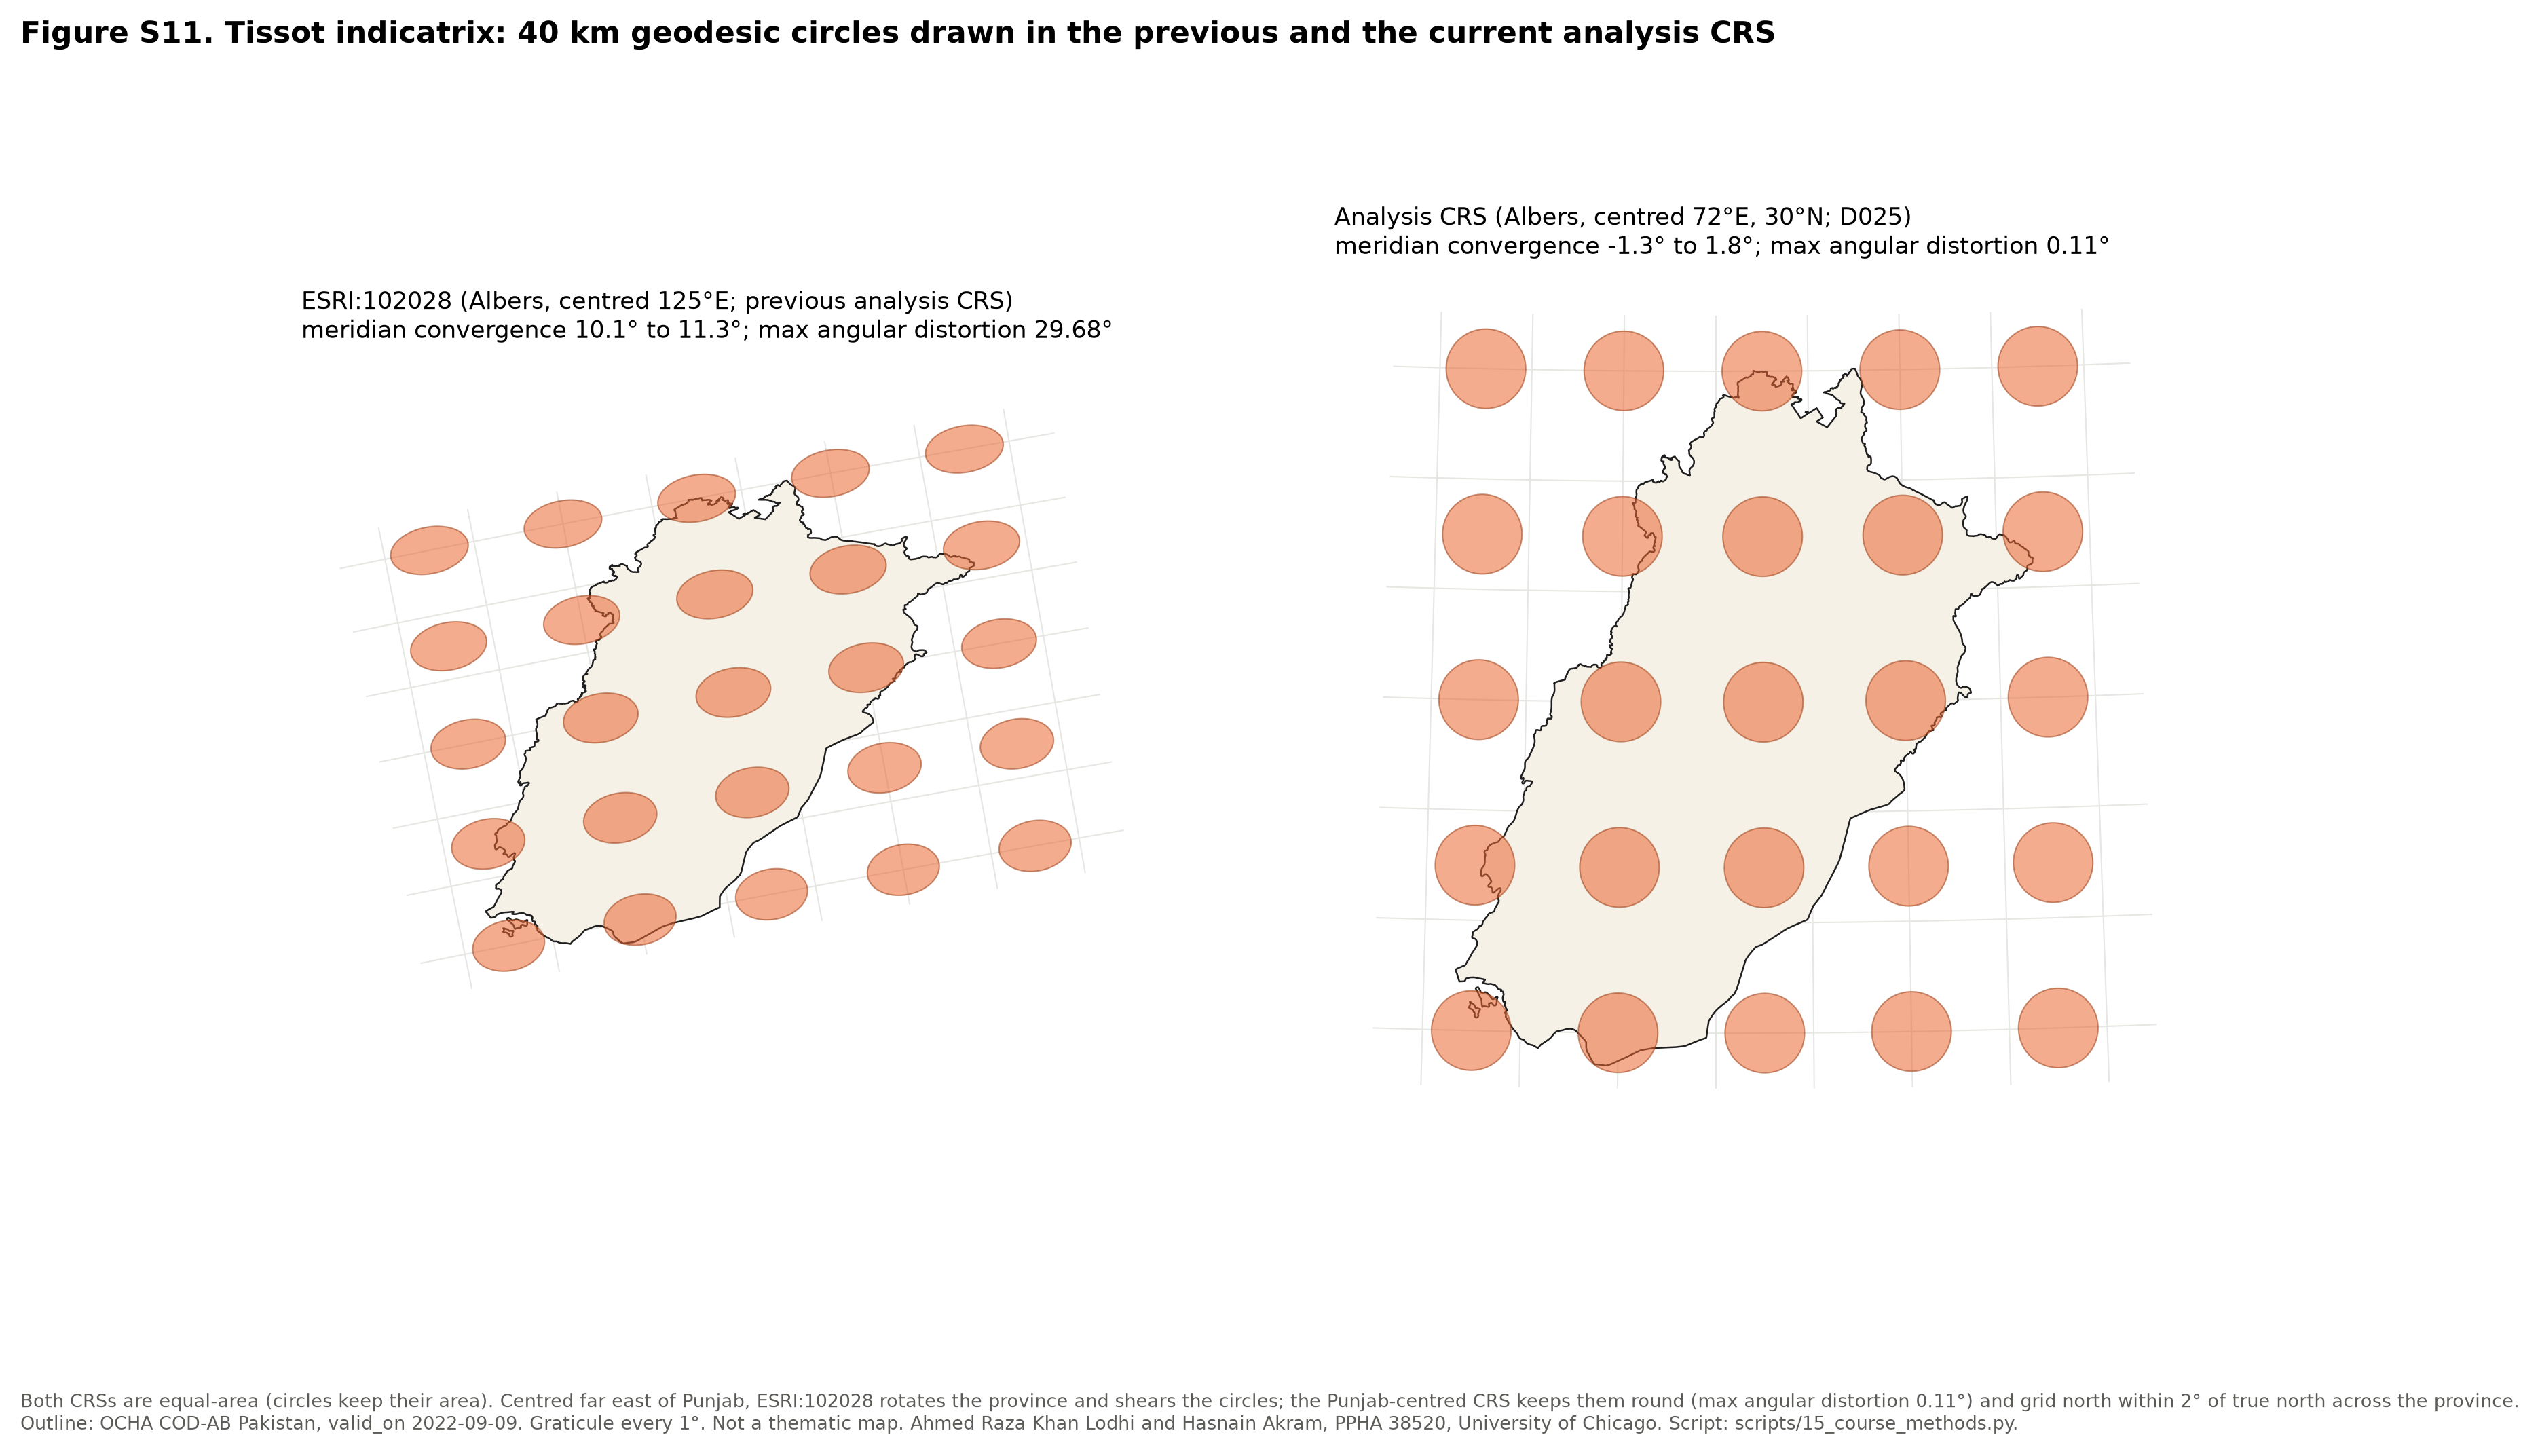 Figure S11. Tissot indicatrix: 40 km geodesic circles drawn in the previous and the current analysis CRS
ESRI:102028 (Albers, centred 125°E; previous analysis CRS)
meridian convergence 10.1° to 11.3°; max angular distortion 29.68°
Analysis CRS (Albers, centred 72°E, 30°N; D025)
meridian convergence -1.3° to 1.8°; max angular distortion 0.11°
Both CRSs are equal-area (circles keep their area). Centred far east of Punjab, ESRI:102028 rotates the province and shears the circles; the Punjab-centred CRS keeps them round (max angular distortion 0.11°) and grid north within 2° of true north across the province.
Outline: OCHA COD-AB Pakistan, valid_on 2022-09-09. Graticule every 1°. Not a thematic map. Ahmed Raza Khan Lodhi and Hasnain Akram, PPHA 38520, University of Chicago. Script: scripts/15_course_methods.py.